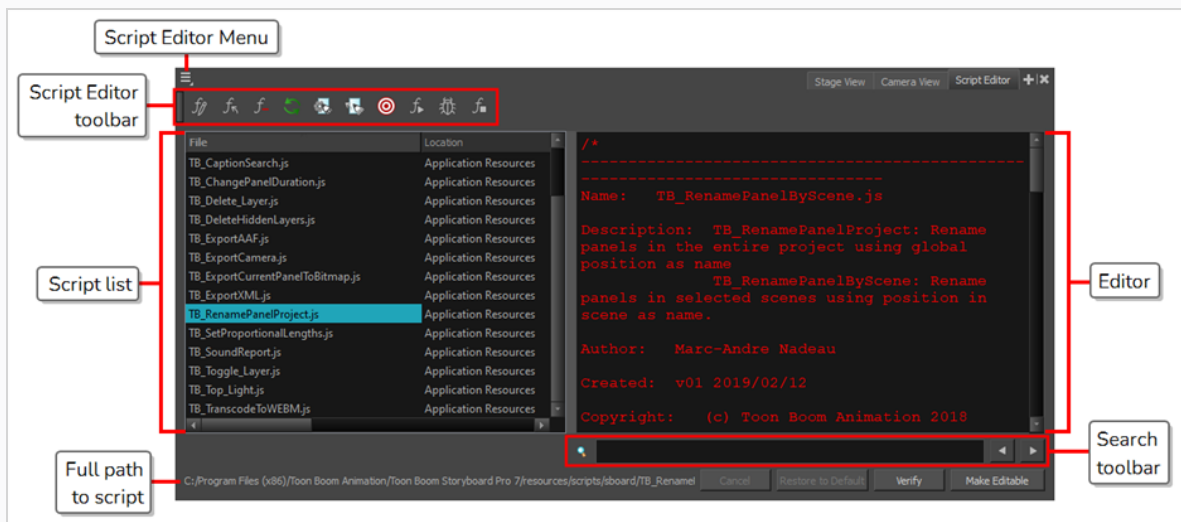 Script Editor Menu
Script Editor
toolbar
Stage View
Camera View
Script Editor
File
Location
TB_CaptionSearch.js Application Resources
TB_ChangePanelDuration.js Application Resources
TB_Delete_Layer.js Application Resources
TB_DeleteHiddenLayers.js Application Resources
TB_ExportAAF.js Application Resources
TB_ExportCamera.js Application Resources
TB_ExportCurrentPanelToBitmap.js Application Resources
TB_ExportXML.js Application Resources
TB_RenamePanelProject.js Application Resources
TB_SetProportionalLengths.js Application Resources
TB_SoundReport.js Application Resources
TB_Toggle_Layer.js Application Resources
TB_Top_Light.js Application Resources
TB_TranscodeToWEBM.js Application Resources
Script list
/*
-----------------------------------------------
--------------------------------
Name: TB_RenamePanelByScene.js
Description: TB_RenamePanelProject: Rename
panels in the entire project using global
position as name
TB_RenamePanelByScene: Rename
panels in selected scenes using position in
scene as name.
Author: Marc-Andre Nadeau
Created: v01 2019/02/12
Copyright: (c) Toon Boom Animation 2018
Editor
Search
toolbar
Full path
to script
C:/Program Files (x86)/Toon Boom Animation/Toon Boom Storyboard Pro 7/resources/scripts/sboard/TB_Renamel
Cancel
Restore to Default
Verify
Make Editable